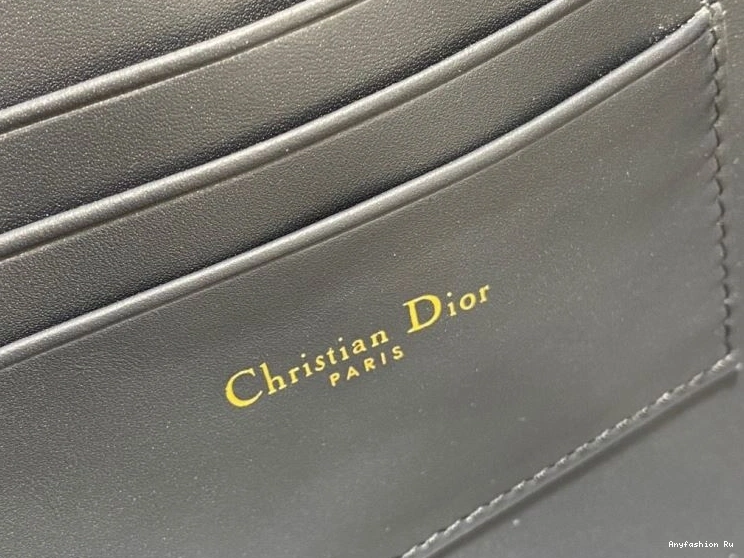 Christian Dior
PARIS
Anyfashion Ru